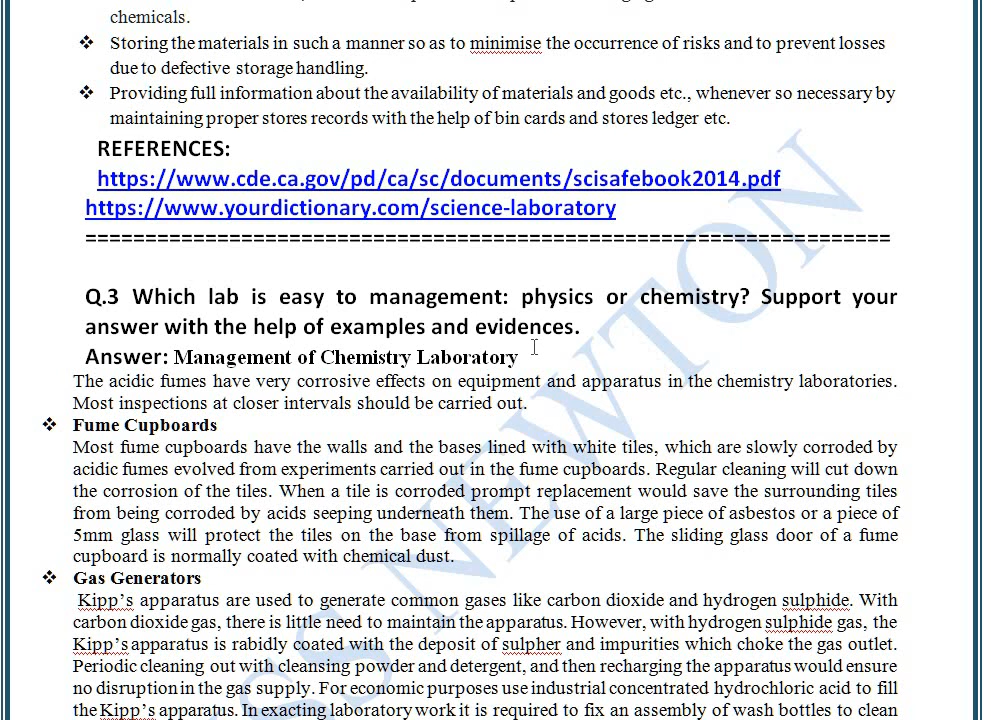 chemicals.
❖ Storing the materials in such a manner so as to minimise the occurrence of risks and to prevent losses
due to defective storage handling.
❖ Providing full information about the availability of materials and goods etc., whenever so necessary by
maintaining proper stores records with the help of bin cards and stores ledger etc.
REFERENCES:
https://www.cde.ca.gov/pd/ca/sc/documents/scisafebook2014.pdf
https://www.yourdictionary.com/science-laboratory
===================================================================
Q.3 Which lab is easy to management: physics or chemistry? Support your
answer with the help of examples and evidences.
Answer: Management of Chemistry Laboratory
The acidic fumes have very corrosive effects on equipment and apparatus in the chemistry laboratories.
Most inspections at closer intervals should be carried out.
❖ Fume Cupboards
Most fume cupboards have the walls and the bases lined with white tiles, which are slowly corroded by
acidic fumes evolved from experiments carried out in the fume cupboards. Regular cleaning will cut down
the corrosion of the tiles. When a tile is corroded prompt replacement would save the surrounding tiles
from being corroded by acids seeping underneath them. The use of a large piece of asbestos or a piece of
5mm glass will protect the tiles on the base from spillage of acids. The sliding glass door of a fume
cupboard is normally coated with chemical dust.
❖ Gas Generators
Kipp's apparatus are used to generate common gases like carbon dioxide and hydrogen sulphide. With
carbon dioxide gas, there is little need to maintain the apparatus. However, with hydrogen sulphide gas, the
Kipp's apparatus is rabidly coated with the deposit of sulpher and impurities which choke the gas outlet.
Periodic cleaning out with cleansing powder and detergent, and then recharging the apparatus would ensure
no disruption in the gas supply. For economic purposes use industrial concentrated hydrochloric acid to fill
the Kipp's apparatus. In exacting laboratory work it is required to fix an assembly of wash bottles to clean
SS NEWTON